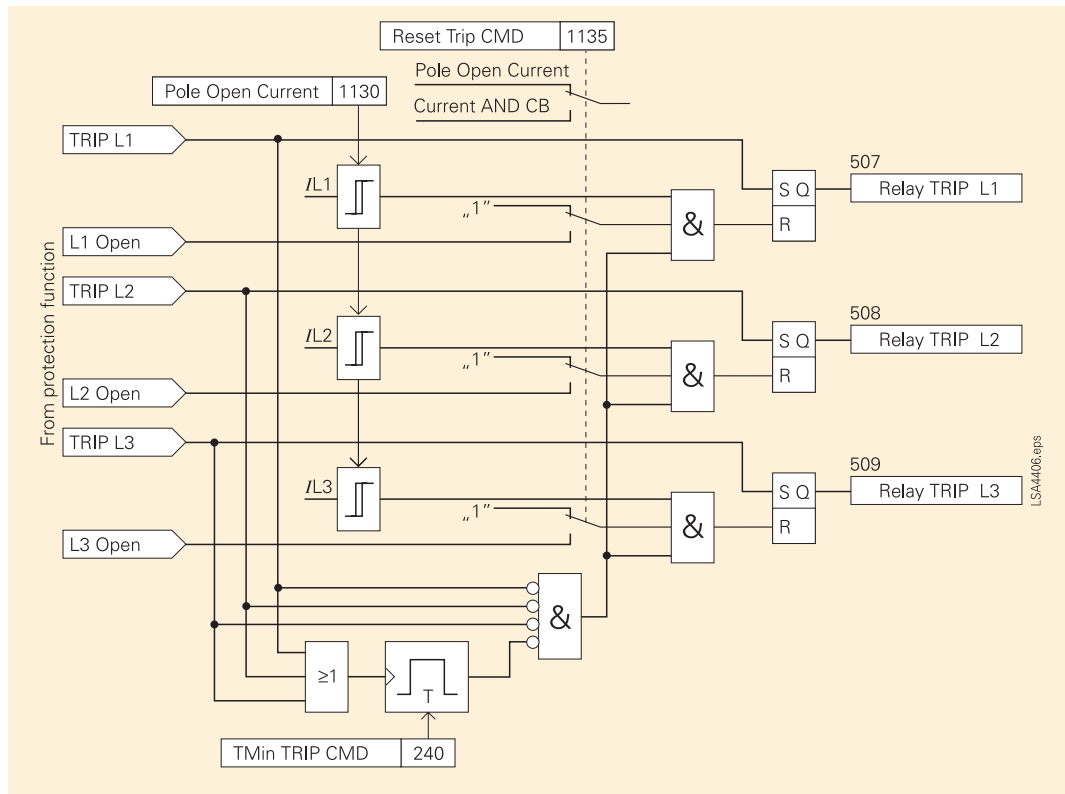 Reset Trip CMD 1135
Pole Open Current
Current AND CB
Pole Open Current 1130
TRIP L1
507
S Q
Relay TRIP L1
IL1
„1”
&
R
L1 Open
From protection function
TRIP L2
508
S Q
Relay TRIP L2
IL2
„1”
&
R
L2 Open
TRIP L3
509
S Q
Relay TRIP L3
IL3
„1”
&
R
L3 Open
LSA4406.eps
&
≥1
T
TMin TRIP CMD 240